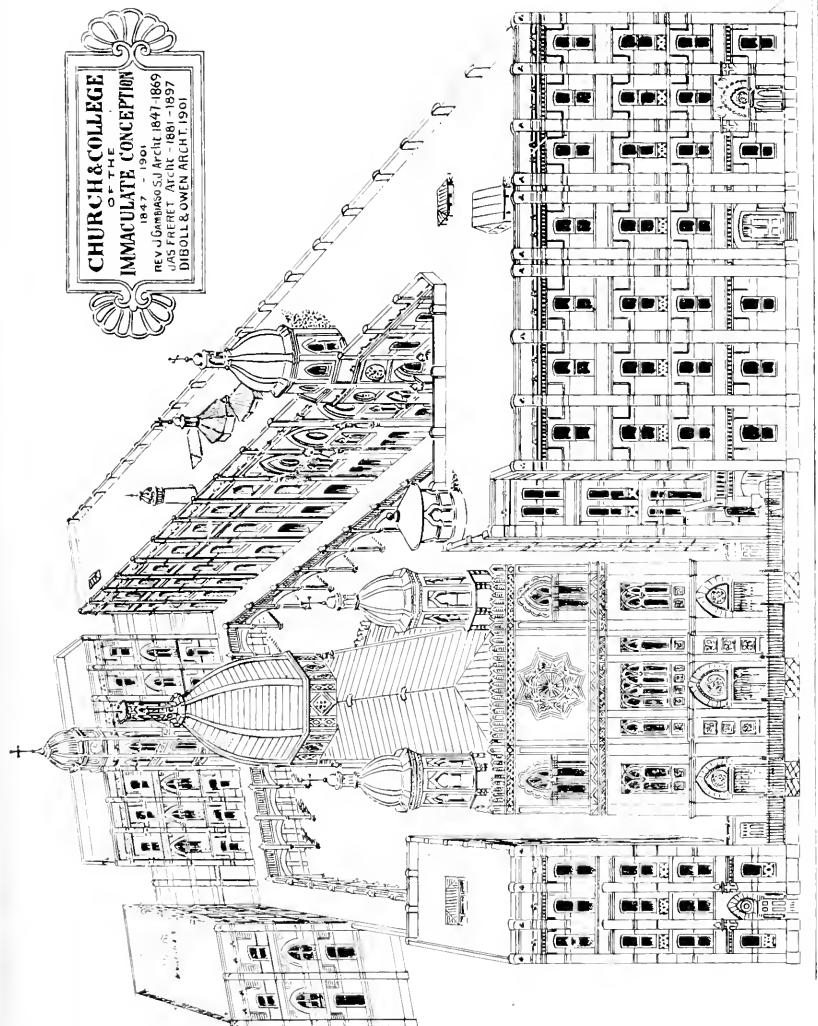 CHURCH & COLLEGE
OF THE
IMMACULATE CONCEPTION
1847 - 1901
REV J GAMBIASO S.J Archt. 1847-1869
JAS FRERET Archt - 1881-1897
DIBOLL & OWEN ARCHT. 1901